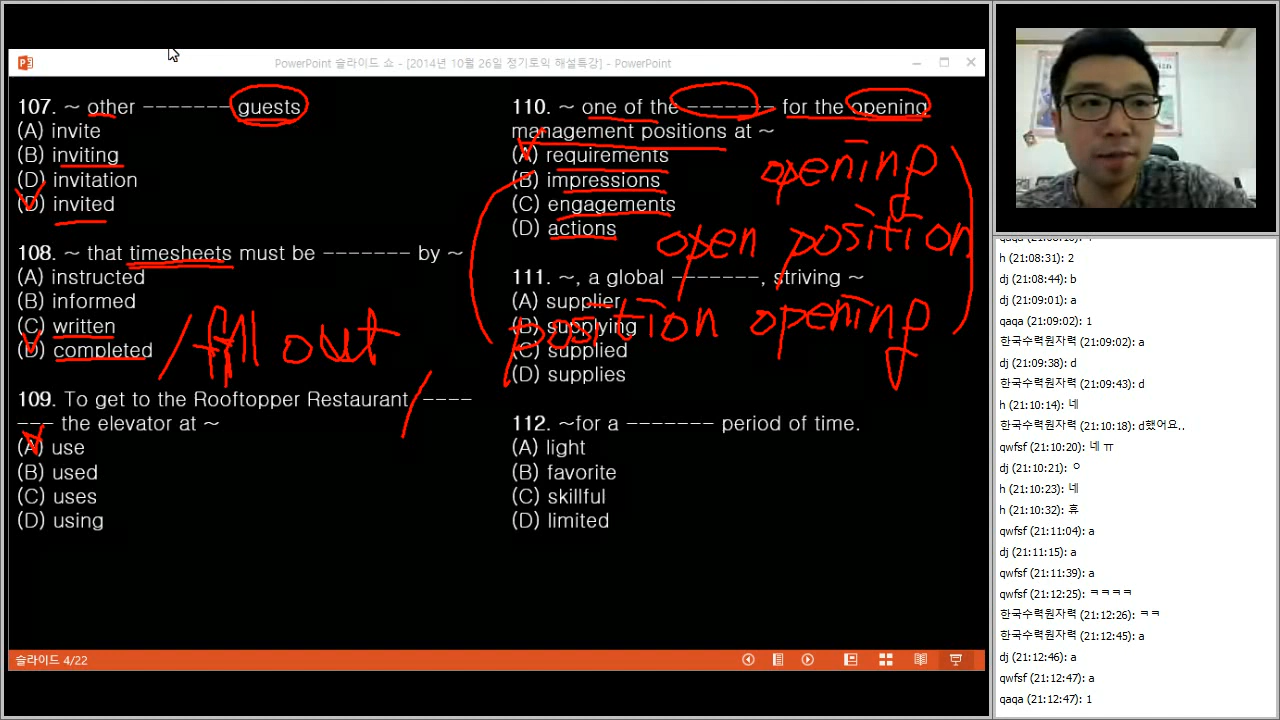 PowerPoint 슬라이드 쇼 - [2014년 10월 26일 정기토익 해설특강] - PowerPoint
107. ~ other ------- guests
(A) invite
(B) inviting
(D) invitation
(D) invited
108. ~ that timesheets must be ------- by ~
(A) instructed
(B) informed
(C) written
(D) completed
/fill out
109. To get to the Rooftopper Restaurant / ----
--- the elevator at ~
(A) use
(B) used
(C) uses
(D) using
110. ~ one of the ------- for the opening
management positions at ~
(A) requirements
(B) impressions
(C) engagements
(D) actions
opening
open position
position opening
111. ~, a global -------, striving ~
(A) supplier
(B) supplying
(C) supplied
(D) supplies
112. ~for a ------- period of time.
(A) light
(B) favorite
(C) skillful
(D) limited
슬라이드 4/22
h (21:08:31): 2
dj (21:08:44): b
dj (21:09:01): a
qaqa (21:09:02): 1
한국수력원자력 (21:09:02): a
dj (21:09:38): d
한국수력원자력 (21:09:43): d
h (21:10:14): 네
한국수력원자력 (21:10:18): d했어요..
qwfsf (21:10:20): 네 ㅠ
dj (21:10:21): ㅇ
h (21:10:23): 네
h (21:10:32): 휴
qwfsf (21:11:04): a
dj (21:11:15): a
qwfsf (21:11:39): a
qwfsf (21:12:25): ㅋㅋㅋㅋ
한국수력원자력 (21:12:26): ㅋㅋ
한국수력원자력 (21:12:45): a
dj (21:12:46): a
qwfsf (21:12:47): a
qaqa (21:12:47): 1